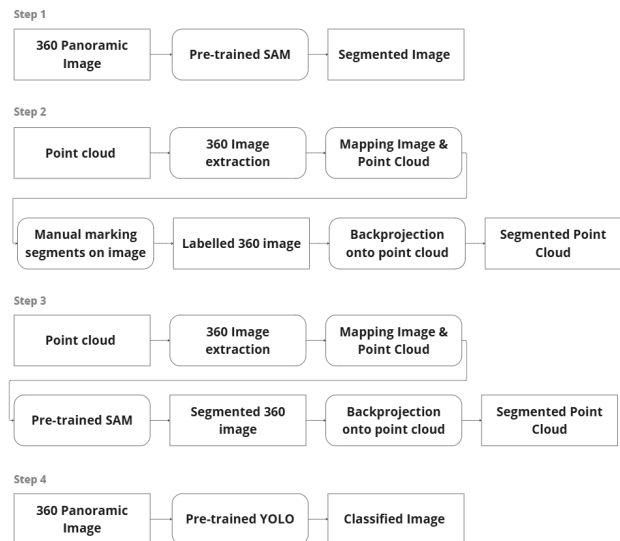 Step 1
360 Panoramic
Image
Pre-trained SAM
Segmented Image
Step 2
Point cloud
360 Image
extraction
Mapping Image &
Point Cloud
Manual marking
segments on image
Labelled 360 image
Backprojection
onto point cloud
Segmented Point
Cloud
Step 3
Point cloud
360 Image
extraction
Mapping Image &
Point Cloud
Pre-trained SAM
Segmented 360
image
Backprojection
onto point cloud
Segmented Point
Cloud
Step 4
360 Panoramic
Image
Pre-trained YOLO
Classified Image